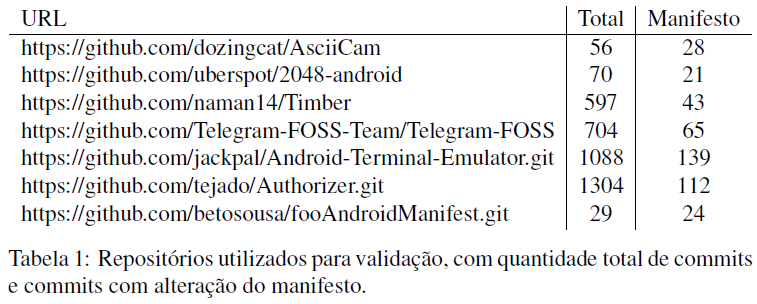 URL Total Manifesto
https://github.com/dozingcat/AsciiCam 56 28
https://github.com/uberspot/2048-android 70 21
https://github.com/naman14/Timber 597 43
https://github.com/Telegram-FOSS-Team/Telegram-FOSS 704 65
https://github.com/jackpal/Android-Terminal-Emulator.git 1088 139
https://github.com/tejado/Authorizer.git 1304 112
https://github.com/betosousa/fooAndroidManifest.git 29 24
Tabela 1: Repositórios utilizados para validação, com quantidade total de commits
e commits com alteração do manifesto.